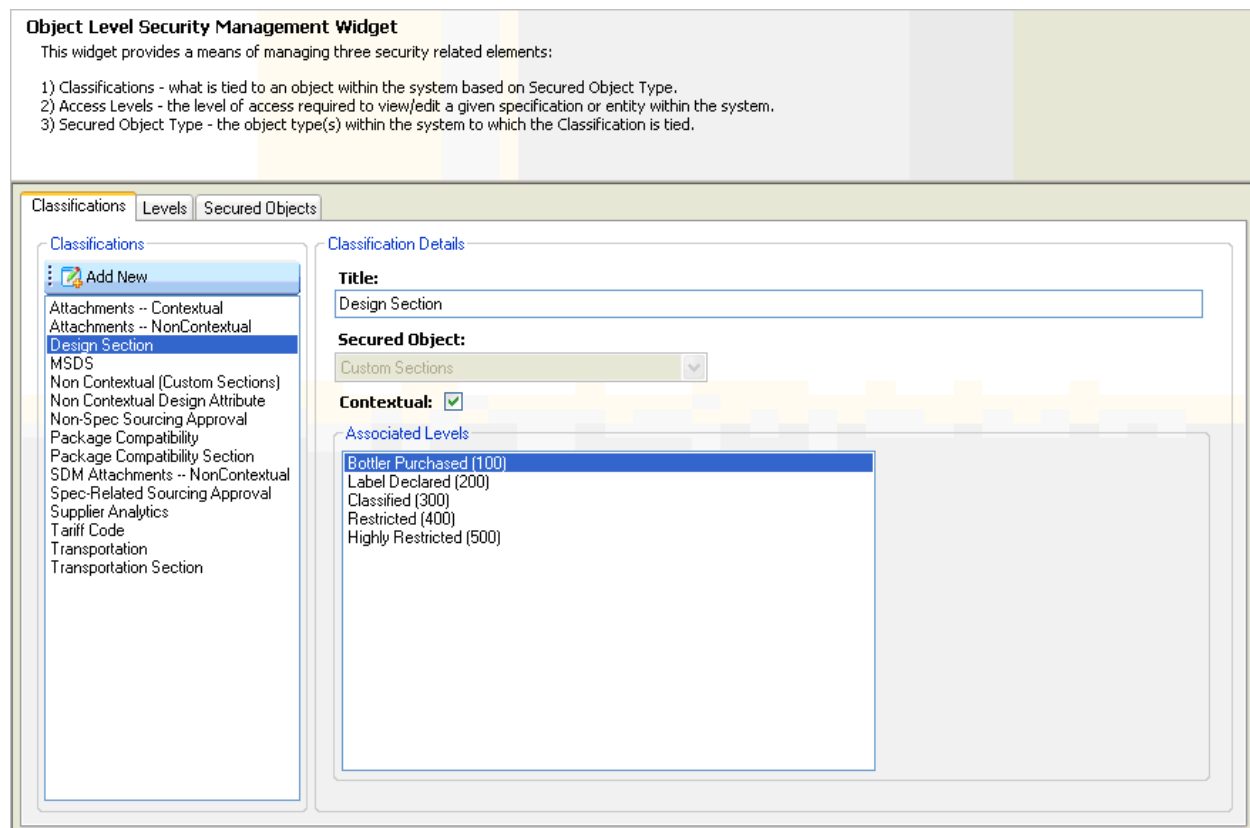 Object Level Security Management Widget
This widget provides a means of managing three security related elements:
1) Classifications - what is tied to an object within the system based on Secured Object Type.
2) Access Levels - the level of access required to view/edit a given specification or entity within the system.
3) Secured Object Type - the object type(s) within the system to which the Classification is tied.
Classifications Levels Secured Objects
Classifications
Add New
Attachments -- Contextual
Attachments -- NonContextual
Design Section
MSDS
Non Contextual (Custom Sections)
Non Contextual Design Attribute
Non-Spec Sourcing Approval
Package Compatibility
Package Compatibility Section
SDM Attachments -- NonContextual
Spec-Related Sourcing Approval
Supplier Analytics
Tariff Code
Transportation
Transportation Section
Classification Details
Title:
Design Section
Secured Object:
Custom Sections
Contextual:
Associated Levels
Bottler Purchased (100)
Label Declared (200)
Classified (300)
Restricted (400)
Highly Restricted (500)